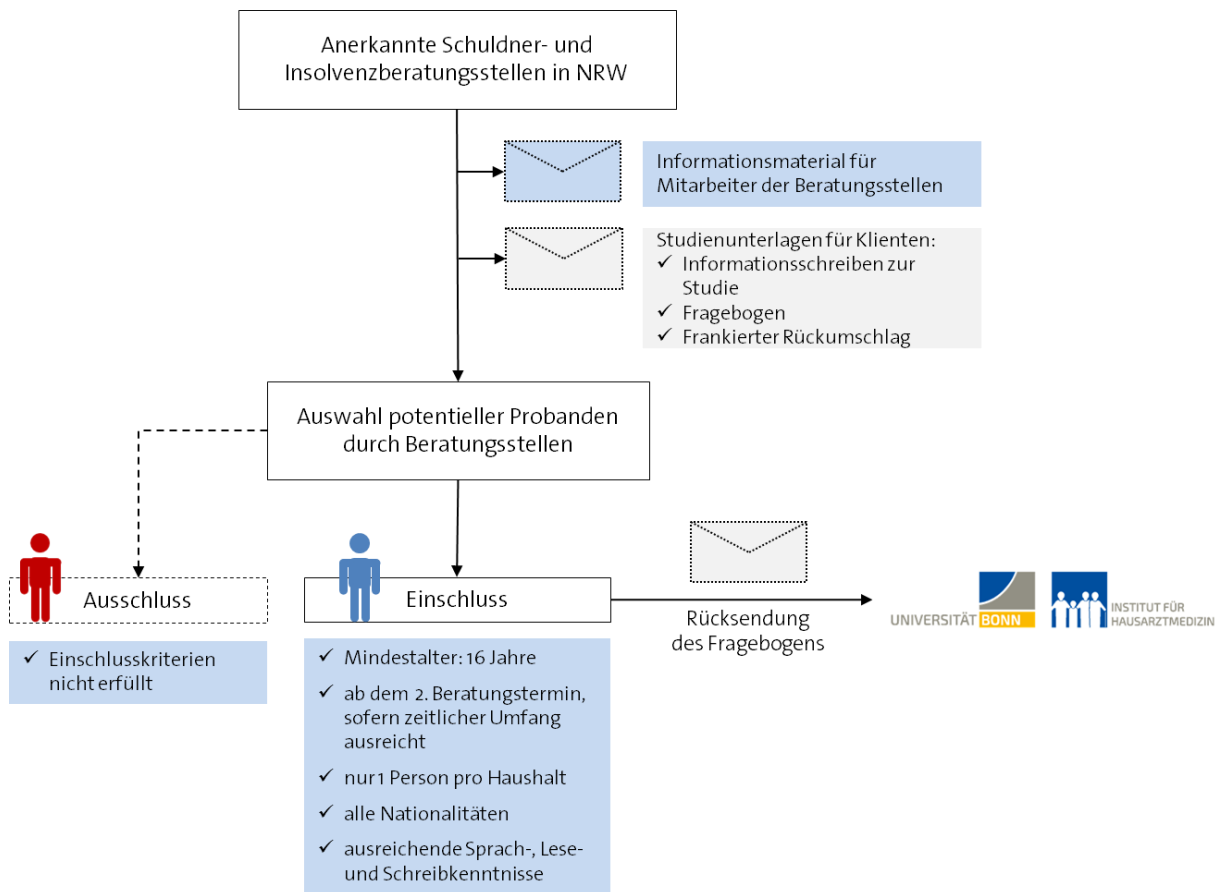 Anerkannte Schuldner- und
Insolvenzberatungsstellen in NRW
Informationsmaterial für
Mitarbeiter der Beratungsstellen
Studienunterlagen für Klienten:
✓ Informationsschreiben zur
Studie
✓ Fragebogen
✓ Frankierter Rückumschlag
Auswahl potentieller Probanden
durch Beratungsstellen
Ausschluss
✓ Einschlusskriterien
nicht erfüllt
Einschluss
✓ Mindestalter: 16 Jahre
✓ ab dem 2. Beratungstermin,
sofern zeitlicher Umfang
ausreicht
✓ nur 1 Person pro Haushalt
✓ alle Nationalitäten
✓ ausreichende Sprach-, Lese-
und Schreibkenntnisse
Rücksendung
des Fragebogens
UNIVERSITÄT BONN
INSTITUT FÜR
HAUSARZTMEDIZIN